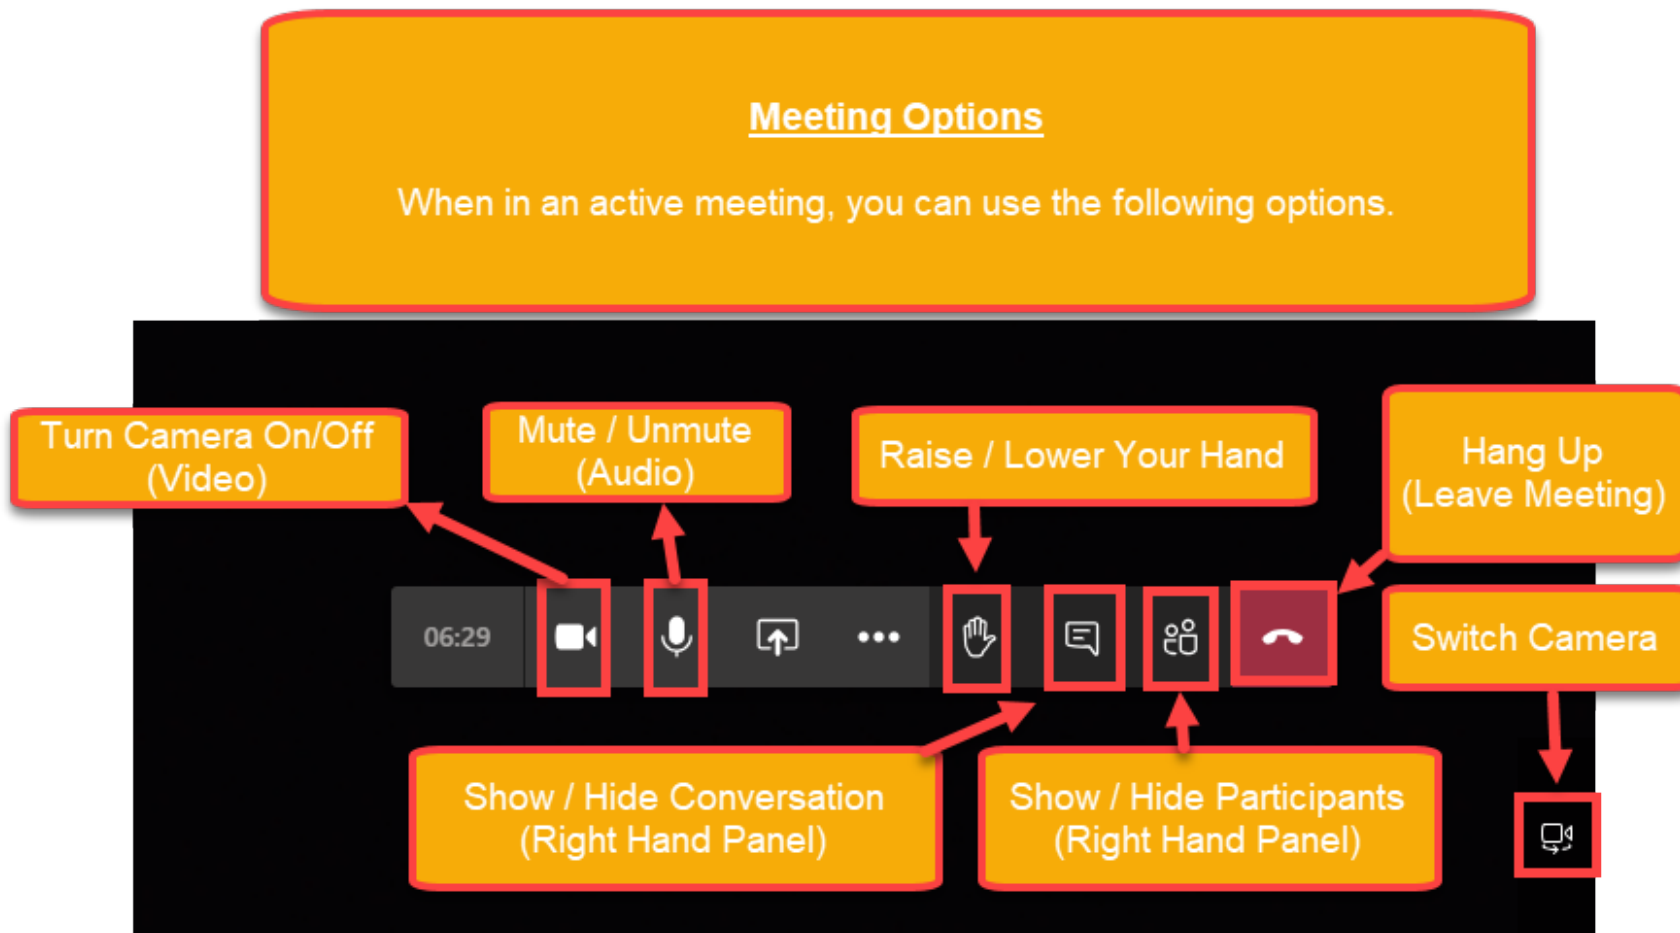 Meeting Options
When in an active meeting, you can use the following options.
Turn Camera On/Off
(Video)
Mute / Unmute
(Audio)
Raise / Lower Your Hand
Hang Up
(Leave Meeting)
06:29
Switch Camera
Show / Hide Conversation
(Right Hand Panel)
Show / Hide Participants
(Right Hand Panel)